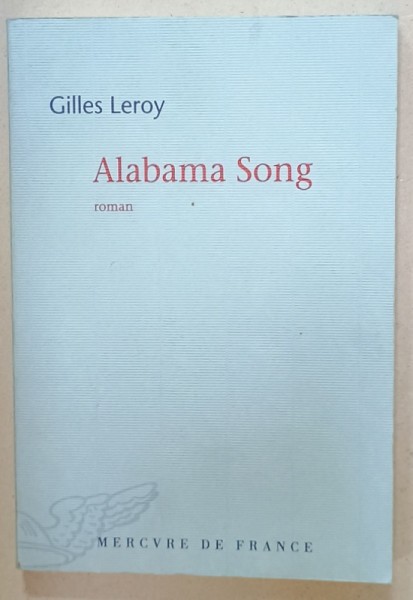 Gilles Leroy
Alabama Song
roman
MERCVRE DE FRANCE